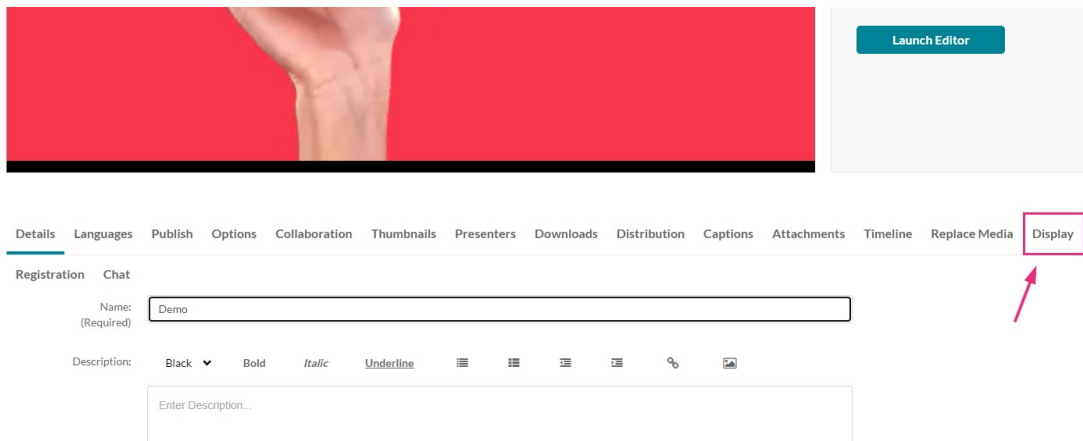 Launch Editor
Details Languages Publish Options Collaboration Thumbnails Presenters Downloads Distribution Captions Attachments Timeline Replace Media Display
Registration Chat
Name:
(Required)
Demo
Description:
Black Bold Italic Underline
Enter Description...